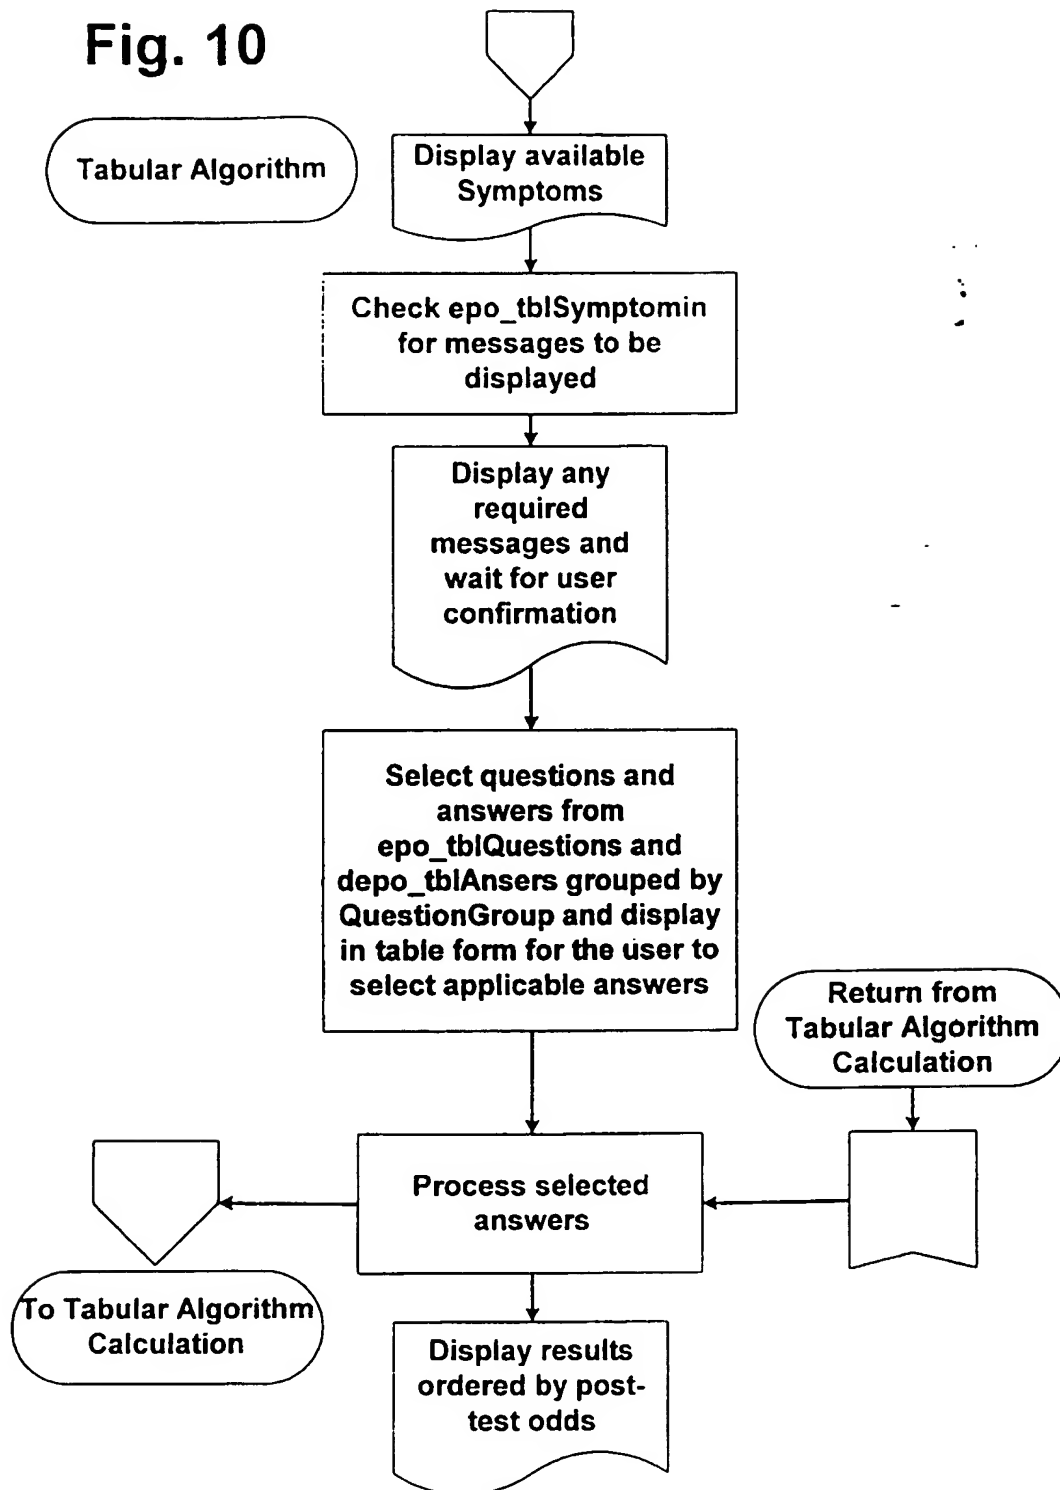 Fig. 10
Tabular Algorithm
Display available
Symptoms
Check epo_tblSymptomin
for messages to be
displayed
Display any
required
messages and
wait for user
confirmation
Select questions and
answers from
epo_tblQuestions and
depo_tblAnsers grouped by
QuestionGroup and display
in table form for the user to
select applicable answers
Return from
Tabular Algorithm
Calculation
Process selected
answers
To Tabular Algorithm
Calculation
Display results
ordered by post-
test odds